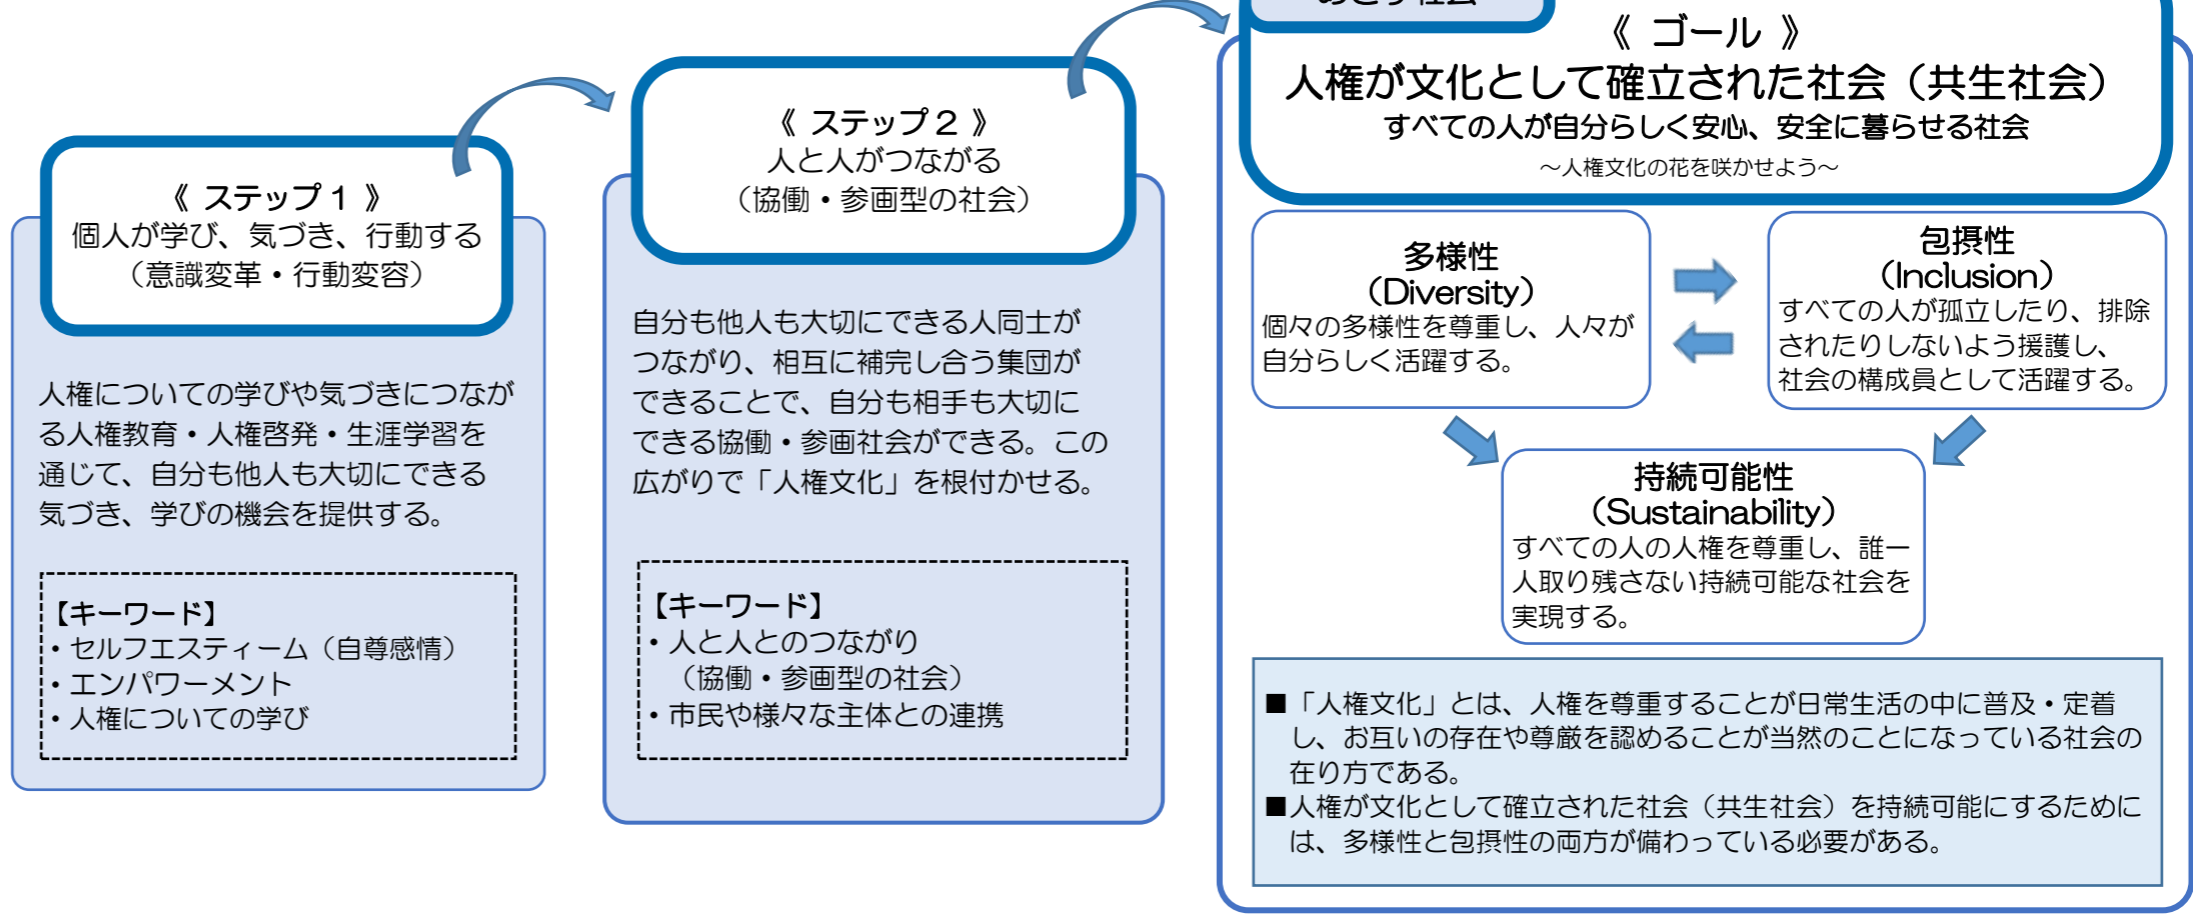 《 ステップ１ 》
個人が学び、気づき、行動する
（意識変革・行動変容）
人権についての学びや気づきにつなが
る人権教育・人権啓発・生涯学習を
通じて、自分も他人も大切にできる
気づき、学びの機会を提供する。
【キーワード】
・セルフエスティーム（自尊感情）
・エンパワーメント
・人権についての学び
《 ステップ２ 》
人と人がつながる
（協働・参画型の社会）
自分も他人も大切にできる人同士が
つながり、相互に補完し合う集団が
できることで、自分も相手も大切に
できる協働・参画社会ができる。この
広がりで「人権文化」を根付かせる。
【キーワード】
・人と人とのつながり
（協働・参画型の社会）
・市民や様々な主体との連携
めざす社会
《 ゴール 》
人権が文化として確立された社会（共生社会）
すべての人が自分らしく安心、安全に暮らせる社会
～人権文化の花を咲かせよう～
多様性
（Diversity）
個々の多様性を尊重し、人々が
自分らしく活躍する。
包摂性
（Inclusion）
すべての人が孤立したり、排除
されたりしないよう援護し、
社会の構成員として活躍する。
持続可能性
（Sustainability）
すべての人の人権を尊重し、誰一
人取り残さない持続可能な社会を
実現する。
■「人権文化」とは、人権を尊重することが日常生活の中に普及・定着
し、お互いの存在や尊厳を認めることが当然のことになっている社会の
在り方である。
■人権が文化として確立された社会（共生社会）を持続可能にするために
は、多様性と包摂性の両方が備わっている必要がある。